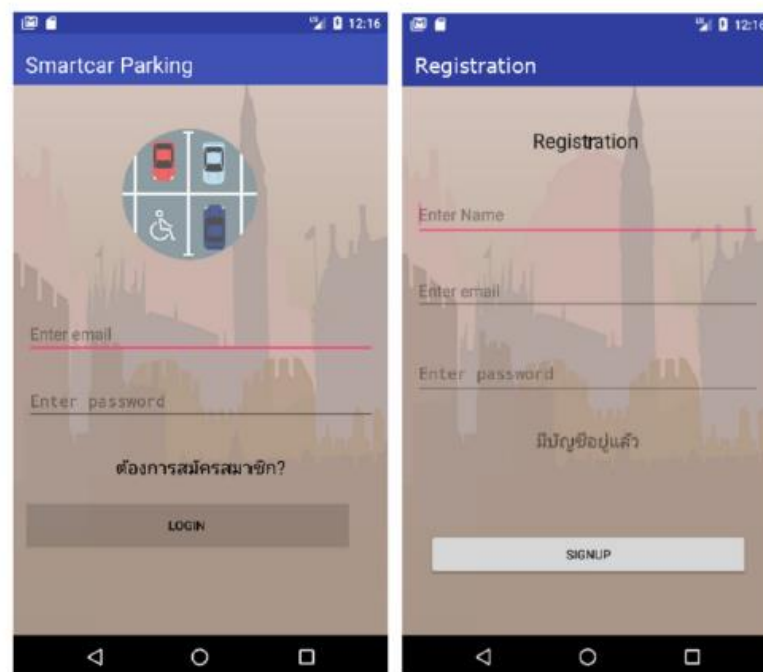 12:16
Smartcar Parking
Enter email
Enter password
ต้องการสมัครสมาชิก?
LOGIN
12:16
Registration
Registration
Enter Name
Enter email
Enter password
มีบัญชีอยู่แล้ว
SIGNUP